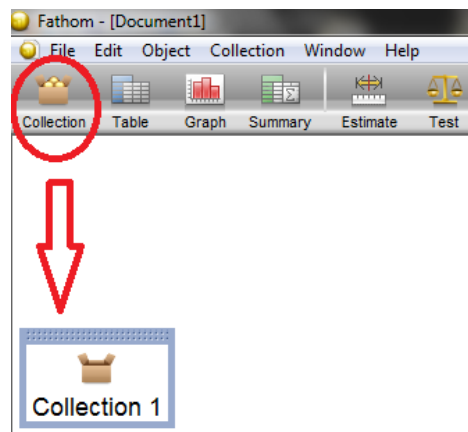 Fathom - [Document1]
File Edit Object Collection Window Help
Collection Table Graph Summary Estimate Test
Collection 1